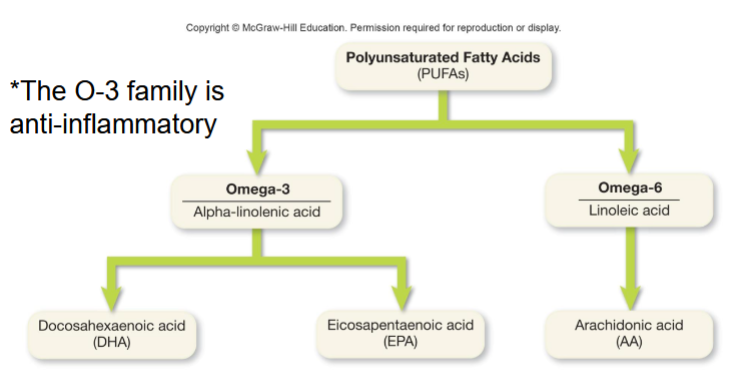 Copyright © McGraw-Hill Education. Permission required for reproduction or display.
Polyunsaturated Fatty Acids
(PUFAs)
*The O-3 family is
anti-inflammatory
Omega-3
Alpha-linolenic acid
Omega-6
Linoleic acid
Docosahexaenoic acid
(DHA)
Eicosapentaenoic acid
(EPA)
Arachidonic acid
(AA)